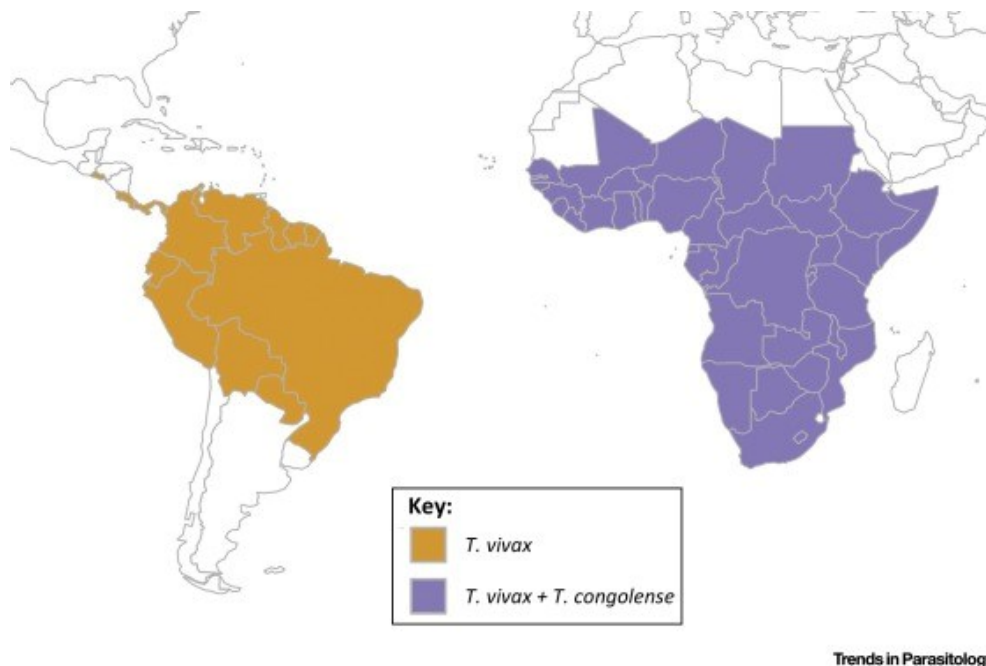 Key:
T. vivax
T. vivax + T. congolense
Trends in Parasitolog